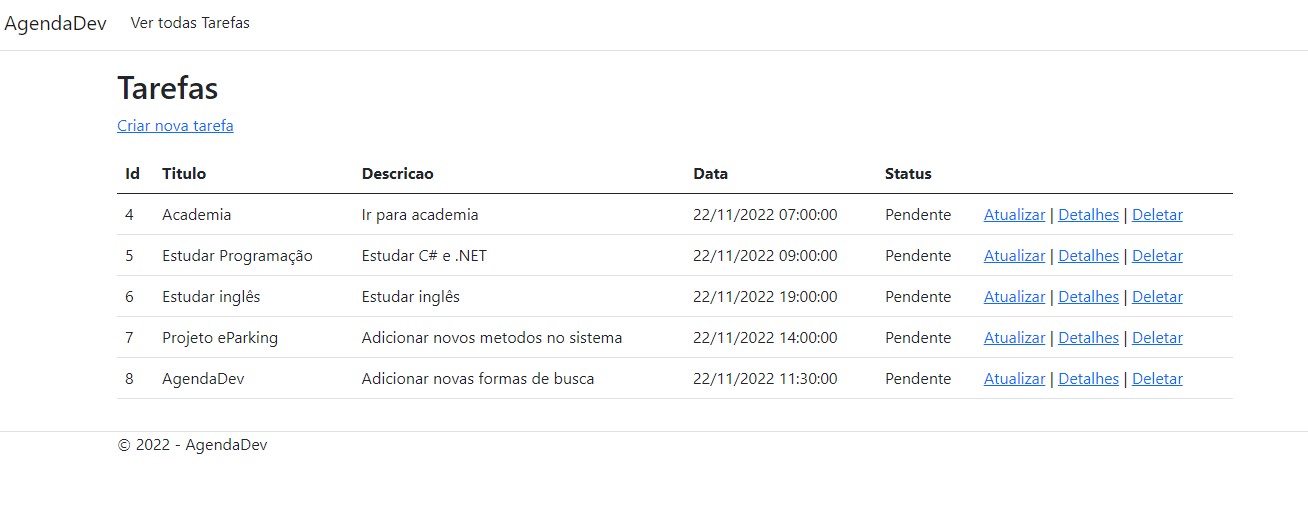 AgendaDev Ver todas Tarefas
Tarefas
Criar nova tarefa
Id Titulo Descricao Data Status
4 Academia Ir para academia 22/11/2022 07:00:00 Pendente Atualizar | Detalhes | Deletar
5 Estudar Programação Estudar C# e .NET 22/11/2022 09:00:00 Pendente Atualizar | Detalhes | Deletar
6 Estudar inglês Estudar inglês 22/11/2022 19:00:00 Pendente Atualizar | Detalhes | Deletar
7 Projeto eParking Adicionar novos metodos no sistema 22/11/2022 14:00:00 Pendente Atualizar | Detalhes | Deletar
8 AgendaDev Adicionar novas formas de busca 22/11/2022 11:30:00 Pendente Atualizar | Detalhes | Deletar
© 2022 - AgendaDev